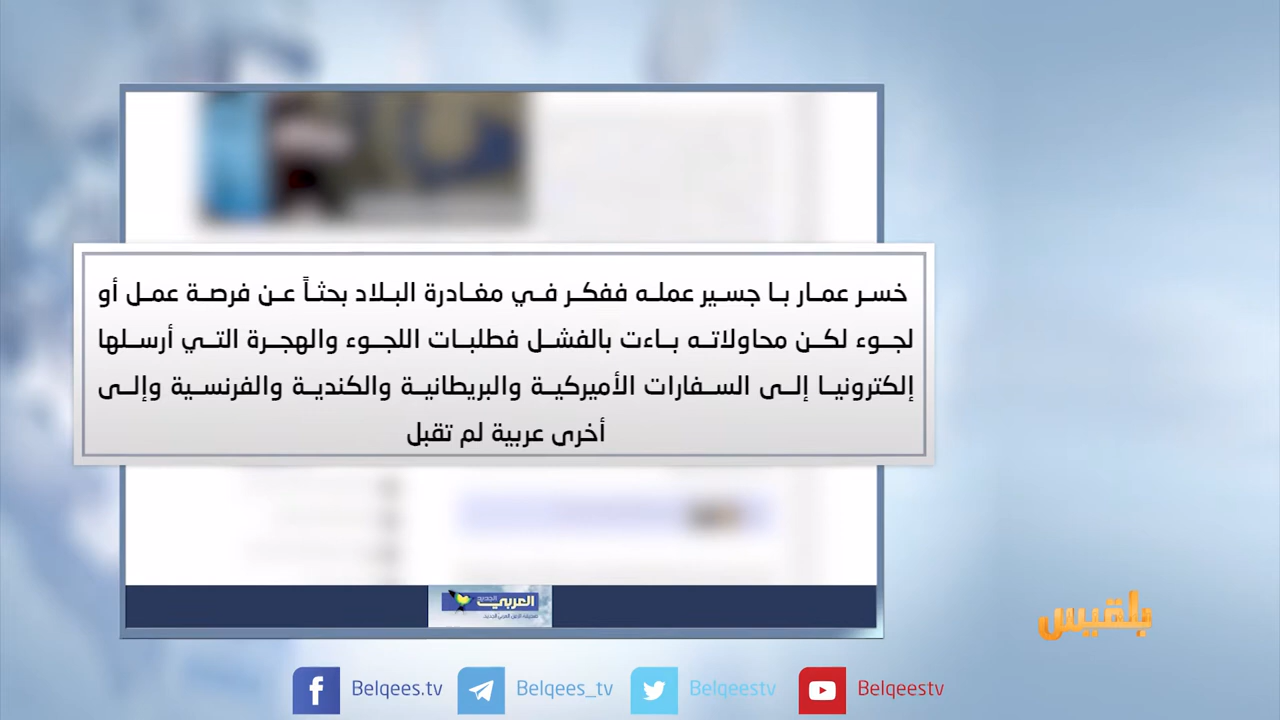 خسر عمار با جسير عمله ففكر في مغادرة البلاد بحثاً عن فرصة عمل أو
لجوء لكن محاولاته باءت بالفشل فطلبات اللجوء والهجرة التي أرسلها
إلكترونيا إلى السفارات الأميركية والبريطانية والكندية والفرنسية وإلى
أخرى عربية لم تقبل
العربي الجديد
بلقيس
Belqees.tv
Belqees_tv
Belqeestv
Belqeestv